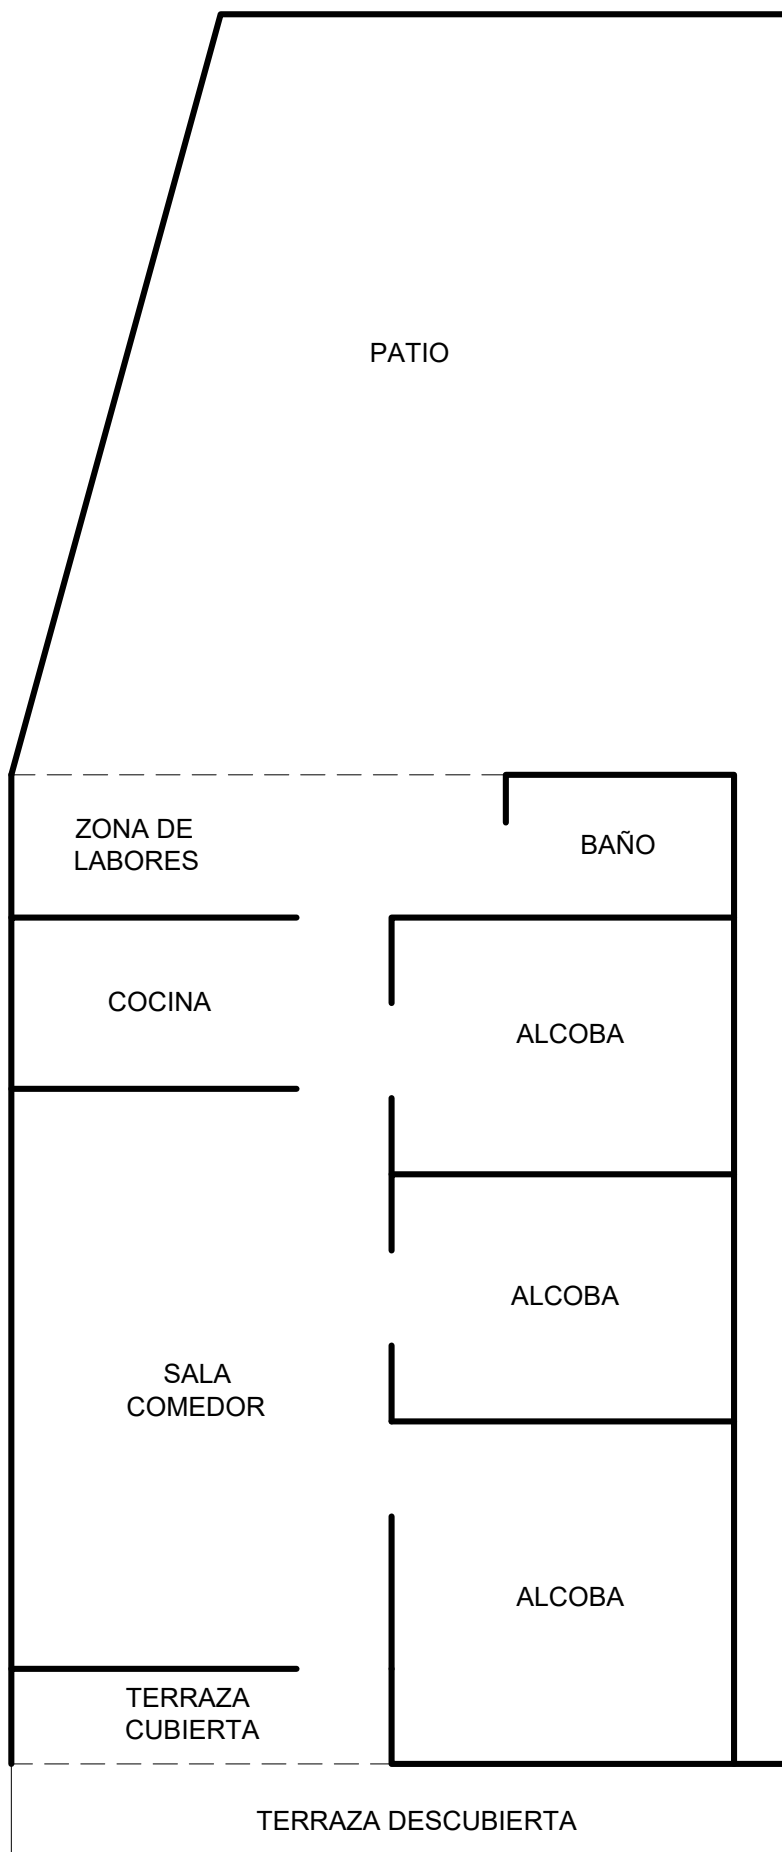 PATIO
ZONA DE
LABORES
BAÑO
COCINA
ALCOBA
ALCOBA
SALA
COMEDOR
ALCOBA
TERRAZA
CUBIERTA
TERRAZA DESCUBIERTA